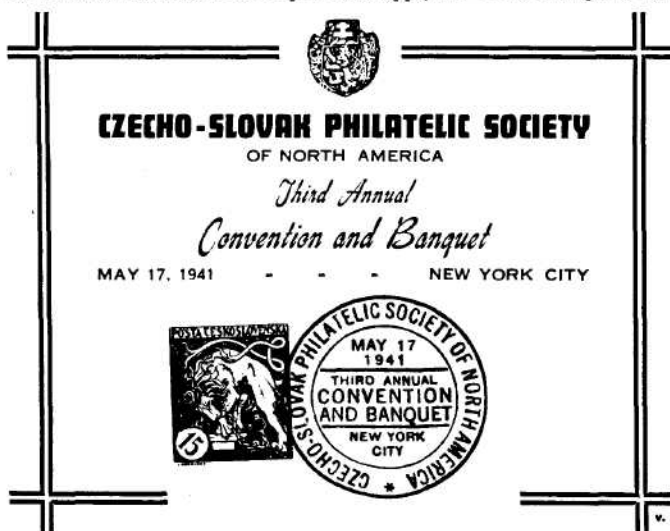 CZECHO-SLOVAK PHILATELIC SOCIETY
OF NORTH AMERICA
Third Annual
Convention and Banquet
MAY 17, 1941 - - - NEW YORK CITY
POSTA CESKOSLOVENSKA
15
CZECHO-SLOVAK PHILATELIC SOCIETY OF NORTH AMERICA *
MAY 17
1941
THIRD ANNUAL
CONVENTION
AND BANQUET
NEW YORK
CITY
v.